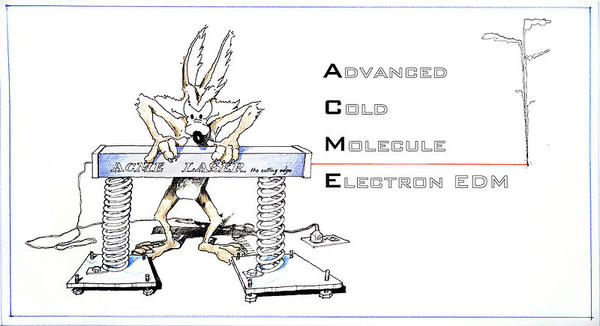 Advanced
Cold
Molecule
Electron EDM
ACME LASER the cutting edge